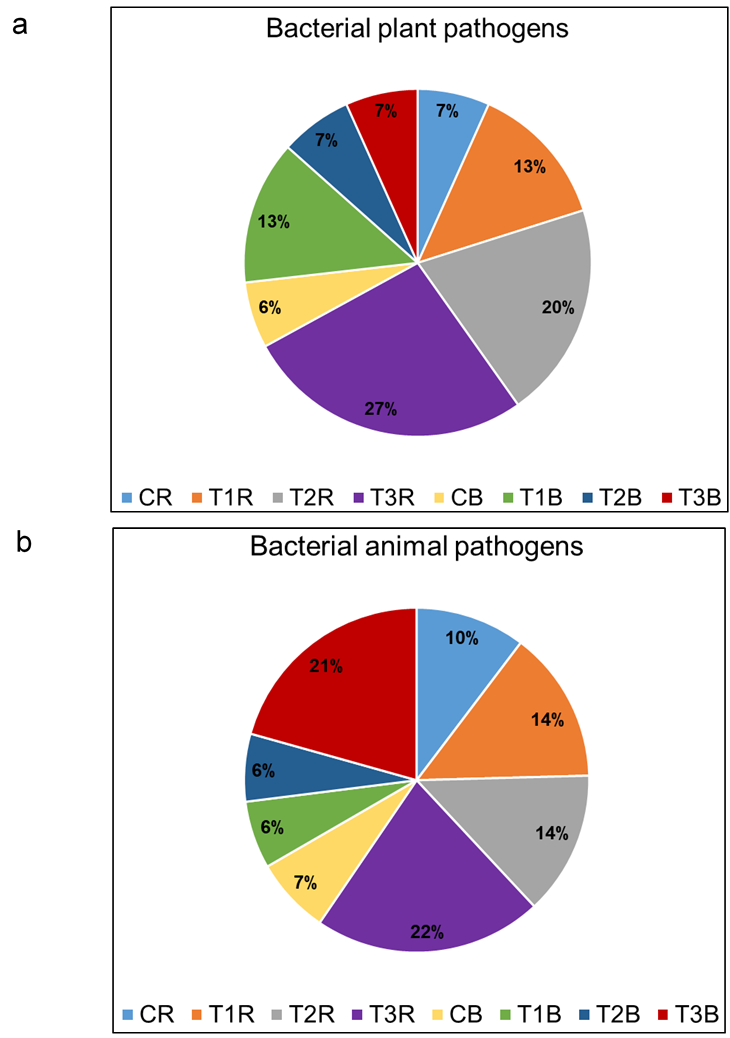 a
Bacterial plant pathogens
7% 7%
7%
13%
13%
20%
6%
27%
CR T1R T2R T3R CB T1B T2B T3B
b
Bacterial animal pathogens
10%
21%
14%
6%
6%
14%
7%
22%
CR T1R T2R T3R CB T1B T2B T3B